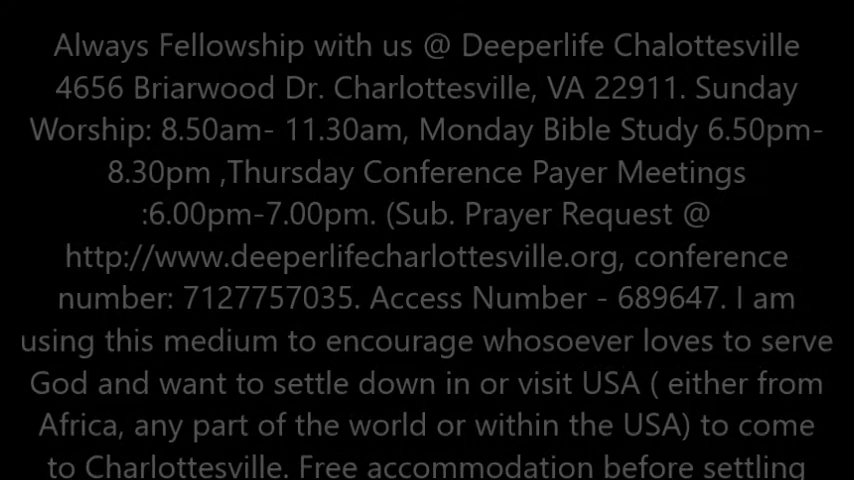 Always Fellowship with us @ Deeperlife Chalottesville
4656 Briarwood Dr. Charlottesville, VA 22911. Sunday
Worship: 8.50am- 11.30am, Monday Bible Study 6.50pm-
8.30pm ,Thursday Conference Payer Meetings
:6.00pm-7.00pm. (Sub. Prayer Request @
http://www.deeperlifecharlottesville.org, conference
number: 7127757035. Access Number - 689647. I am
using this medium to encourage whosoever loves to serve
God and want to settle down in or visit USA ( either from
Africa, any part of the world or within the USA) to come
to Charlottesville. Free accommodation before settling